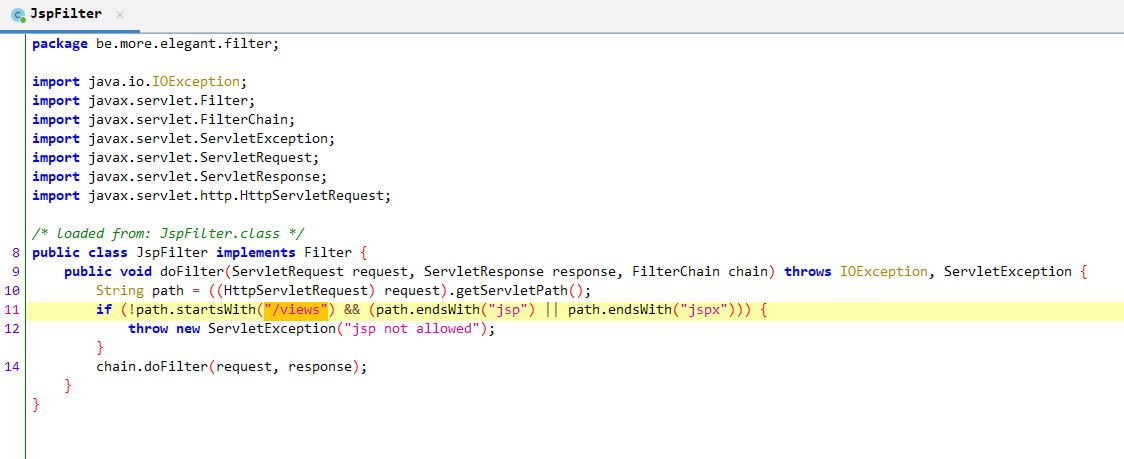 JspFilter ×
package be.more.elegant.filter;
import java.io.IOException;
import javax.servlet.Filter;
import javax.servlet.FilterChain;
import javax.servlet.ServletException;
import javax.servlet.ServletRequest;
import javax.servlet.ServletResponse;
import javax.servlet.http.HttpServletRequest;
/* loaded from: JspFilter.class */
8 public class JspFilter implements Filter {
9 public void doFilter(ServletRequest request, ServletResponse response, FilterChain chain) throws IOException, ServletException {
10 String path = ((HttpServletRequest) request).getServletPath();
11 if (!path.startsWith("/views") && (path.endsWith("jsp") || path.endsWith("jspx"))) {
12 throw new ServletException("jsp not allowed");
}
14 chain.doFilter(request, response);
}
}